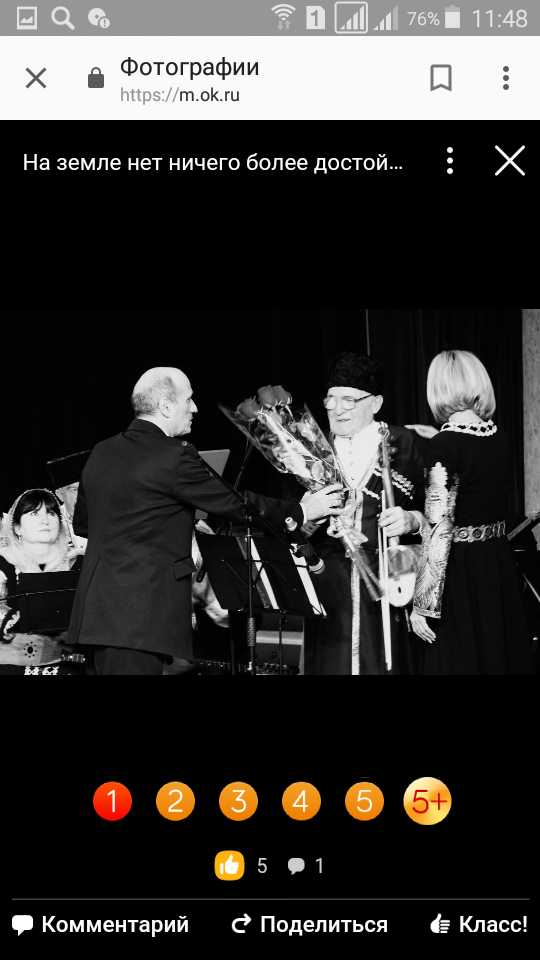 1 76% 11:48
Фотографии
https://m.ok.ru
На земле нет ничего более достой...
1 2 3 4 5 5+
5 1
Комментарий Поделиться Класс!